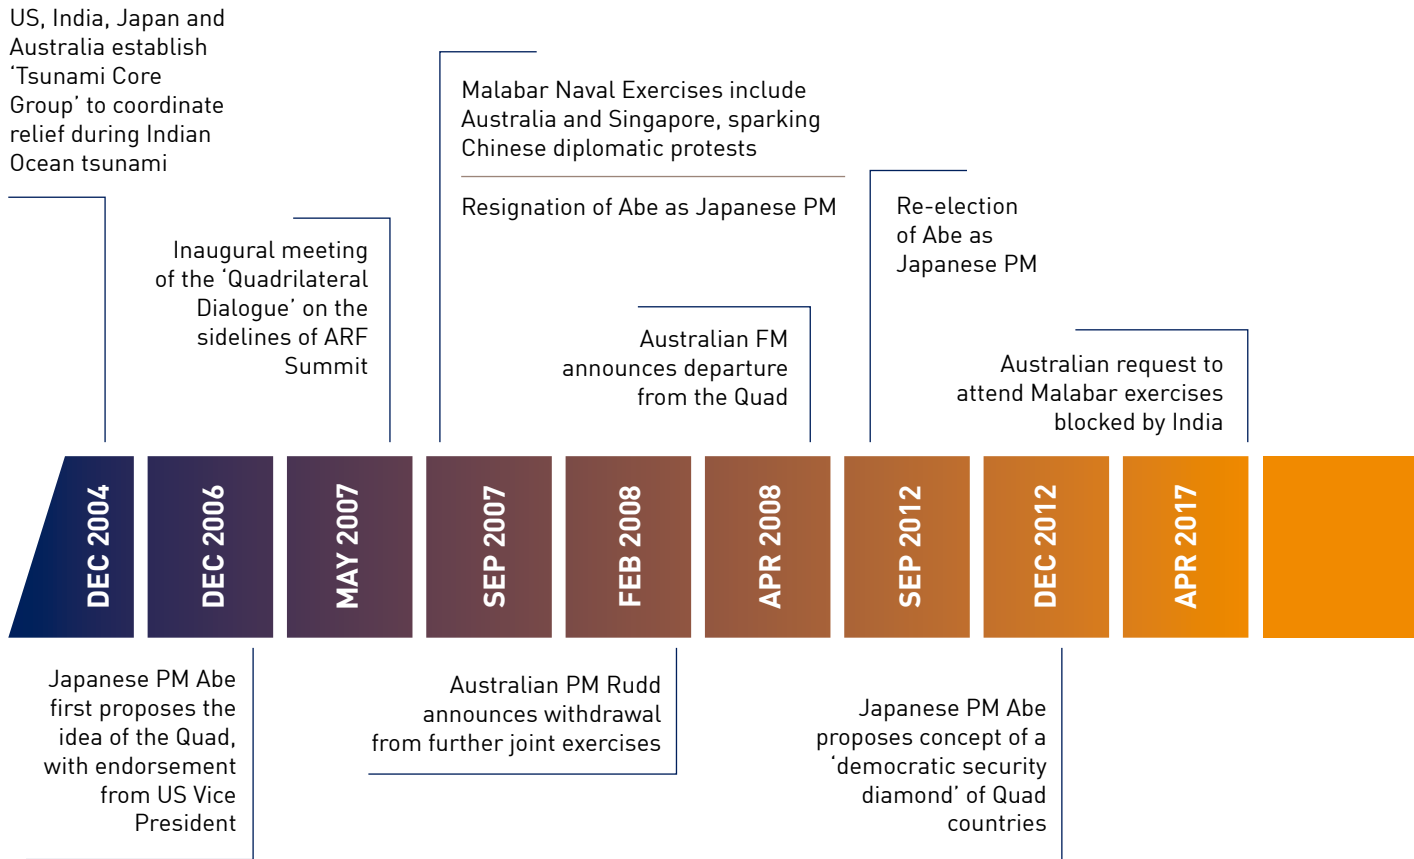 US, India, Japan and
Australia establish
‘Tsunami Core
Group’ to coordinate
relief during Indian
Ocean tsunami
Inaugural meeting
of the ‘Quadrilateral
Dialogue’ on the
sidelines of ARF
Summit
Malabar Naval Exercises include
Australia and Singapore, sparking
Chinese diplomatic protests
Resignation of Abe as Japanese PM
Australian FM
announces departure
from the Quad
Re-election
of Abe as
Japanese PM
Australian request to
attend Malabar exercises
blocked by India
DEC 2004
DEC 2006
MAY 2007
SEP 2007
FEB 2008
APR 2008
SEP 2012
DEC 2012
APR 2017
Japanese PM Abe
first proposes the
idea of the Quad,
with endorsement
from US Vice
President
Australian PM Rudd
announces withdrawal
from further joint exercises
Japanese PM Abe
proposes concept of a
‘democratic security
diamond’ of Quad
countries